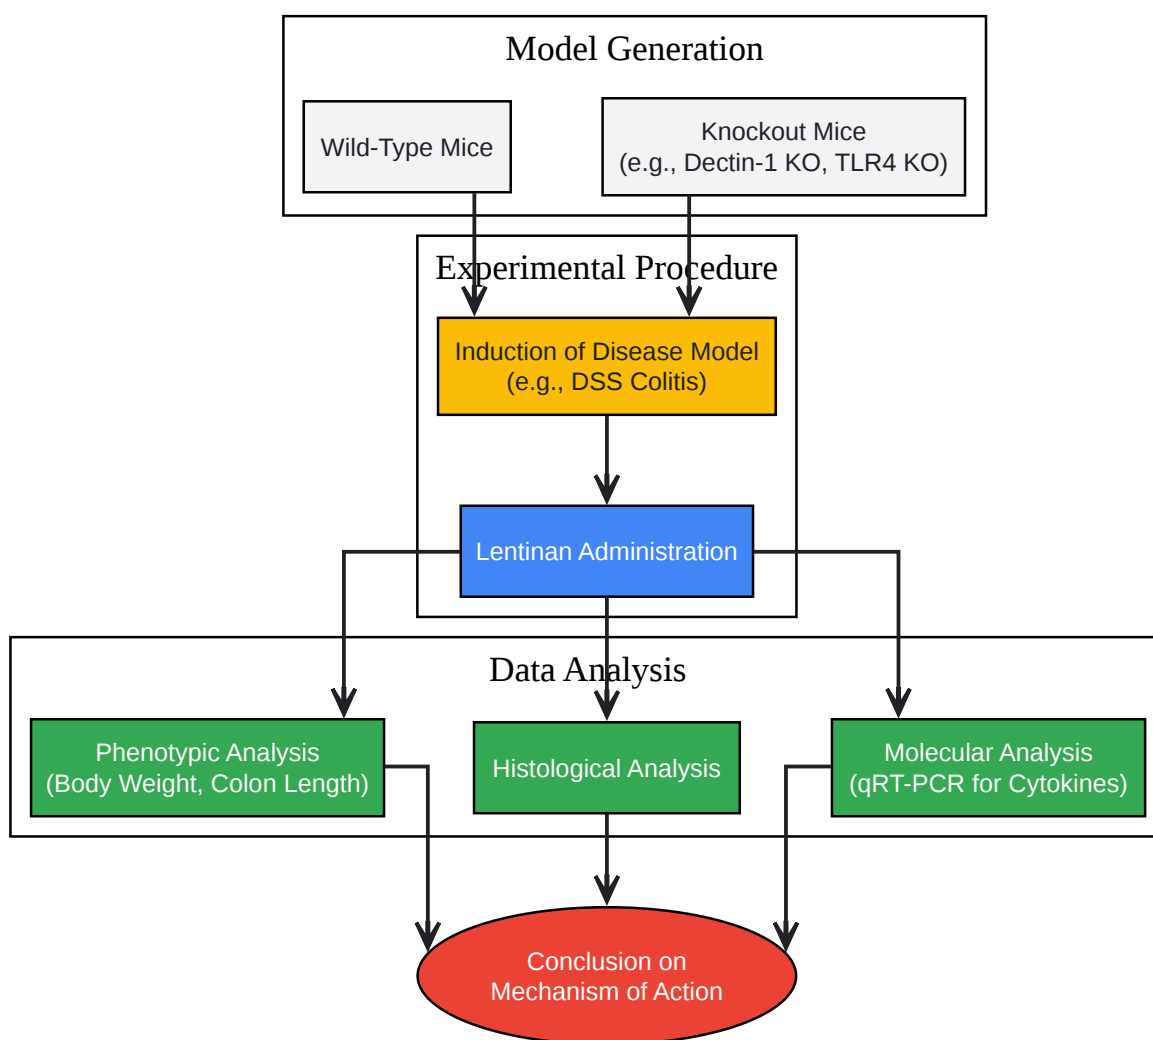 Model Generation
Wild-Type Mice
Knockout Mice
(e.g., Dectin-1 KO, TLR4 KO)
Experimental Procedure
Induction of Disease Model
(e.g., DSS Colitis)
Lentinan Administration
Data Analysis
Phenotypic Analysis
(Body Weight, Colon Length)
Histological Analysis
Molecular Analysis
(qRT-PCR for Cytokines)
Conclusion on
Mechanism of Action